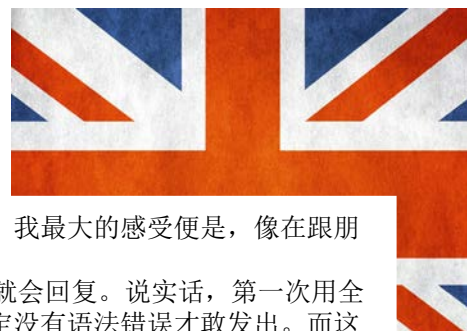 我最大的感受便是，像在跟朋
就会回复。说实话，第一次用全
定没有语法错误才敢发出。而这